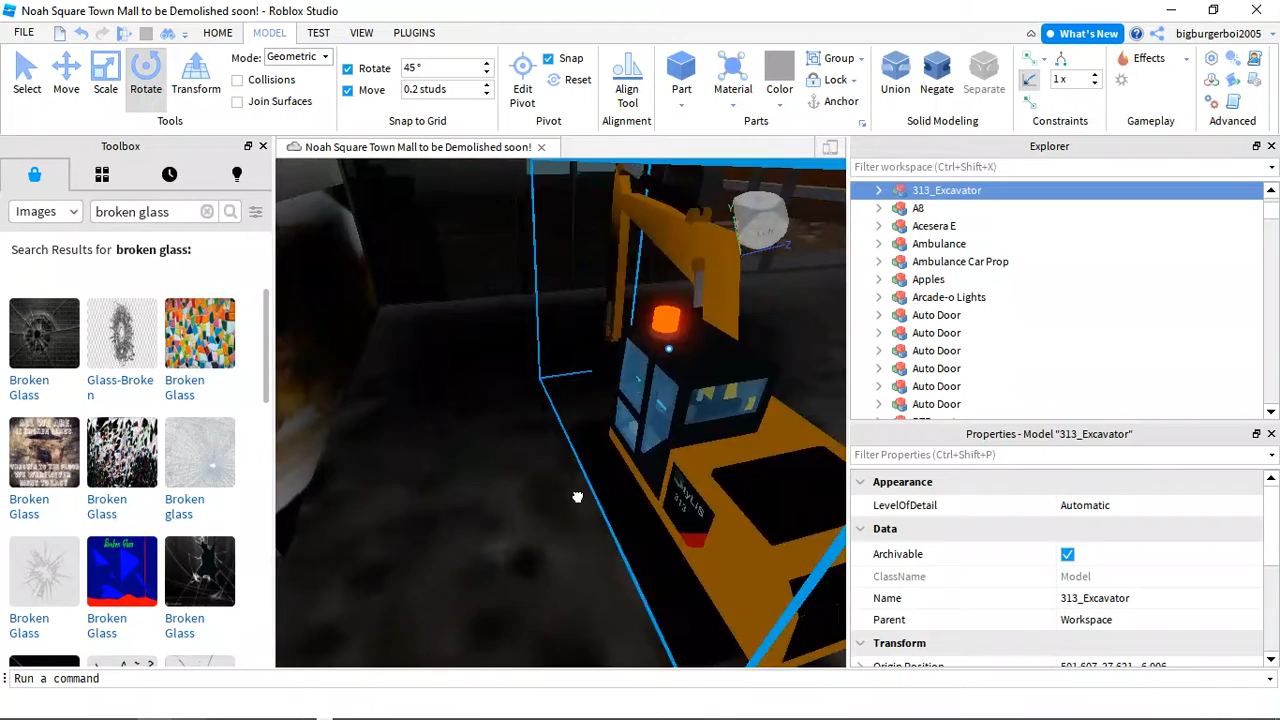 Noah Square Town Mall to be Demolished soon! - Roblox Studio
FILE HOME MODEL TEST VIEW PLUGINS What's New bigburgerboi2005
Select Move Scale Rotate Transform
Mode: Geometric
Collisions
Join Surfaces
Tools
Rotate 45°
Move 0.2 studs
Snap to Grid
Snap
Reset
Edit Pivot
Pivot
Align Tool
Alignment
Part Material Color
Group
Lock
Anchor
Parts
Union Negate Separate
Solid Modeling
1 x
Constraints
Effects
Gameplay
Advanced
Toolbox
Images broken glass
Search Results for broken glass:
Broken Glass
Glass-Broken
Broken Glass
Broken Glass
Broken Glass
Broken glass
Broken Glass
Broken Glass
Broken Glass
Noah Square Town Mall to be Demolished soon!
313
Explorer
Filter workspace (Ctrl+Shift+X)
313_Excavator
A8
Acesera E
Ambulance
Ambulance Car Prop
Apples
Arcade-o Lights
Auto Door
Auto Door
Auto Door
Auto Door
Auto Door
Auto Door
Properties - Model "313_Excavator"
Filter Properties (Ctrl+Shift+P)
Appearance
LevelOfDetail Automatic
Data
Archivable
ClassName Model
Name 313_Excavator
Parent Workspace
Transform
Run a command